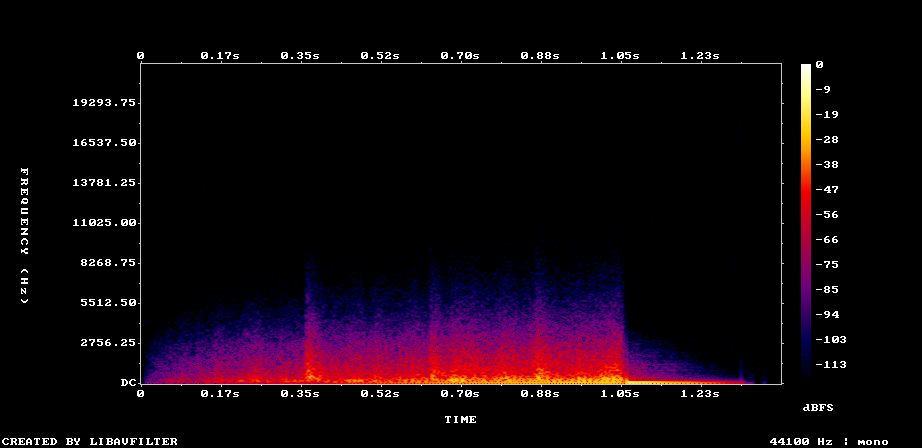 0 0.17s 0.35s 0.52s 0.70s 0.88s 1.05s 1.23s
0
-9
19293.75
-19
16537.50
-28
-38
13781.25
-47
11025.00
-56
-66
8268.75
-75
-85
5512.50
-94
2756.25
-103
-113
DC
FREQUENCY (Hz)
0 0.17s 0.35s 0.52s 0.70s 0.88s 1.05s 1.23s
dBFS
TIME
CREATED BY LIBAVFILTER
44100 Hz | mono